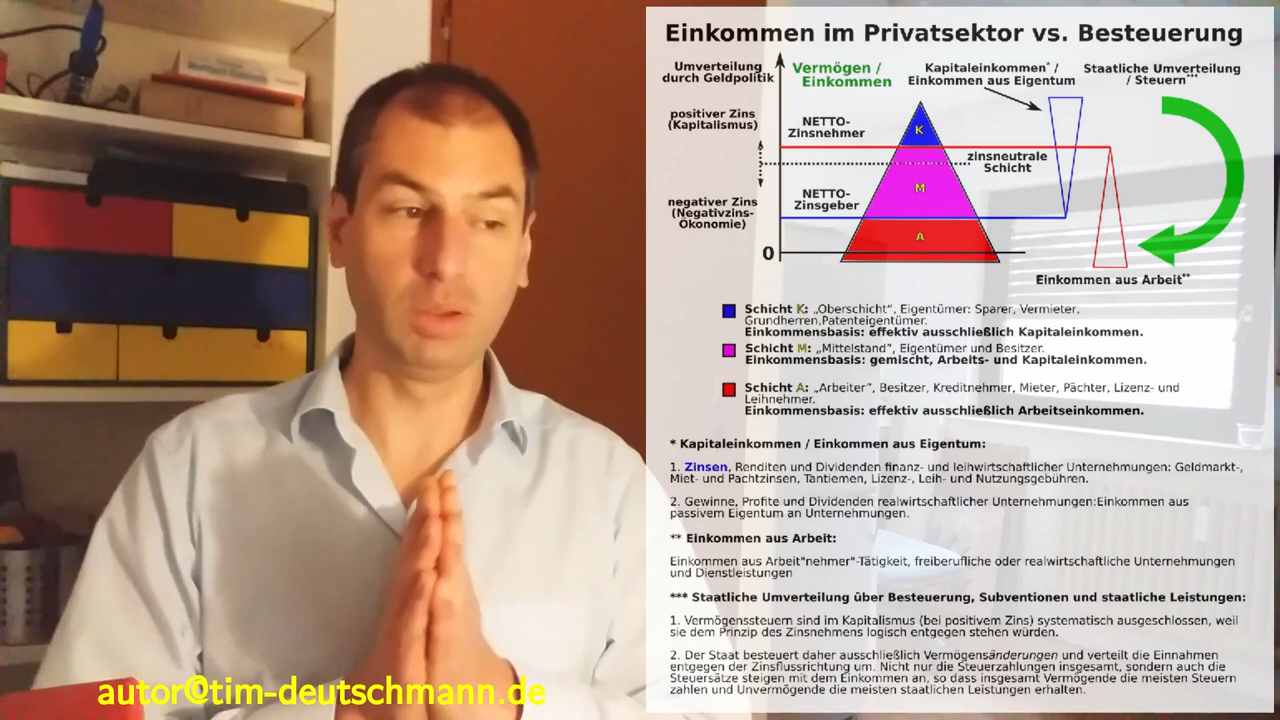 Einkommen im Privatsektor vs. Besteuerung
Umverteilung
durch Geldpolitik
Vermögen /
Einkommen
Kapitaleinkommen* /
Einkommen aus Eigentum
Staatliche Umverteilung
/ Steuern***
positiver Zins
(Kapitalismus)
NETTO-
Zinsnehmer
K
zinsneutrale
Schicht
M
negativer Zins
(Negativzins-
Ökonomie)
NETTO-
Zinsgeber
A
0
Einkommen aus Arbeit**
Schicht K: „Oberschicht“, Eigentümer: Sparer, Vermieter,
Grundherren,Patenteigentümer.
Einkommensbasis: effektiv ausschließlich Kapitaleinkommen.
Schicht M: „Mittelstand“, Eigentümer und Besitzer.
Einkommensbasis: gemischt, Arbeits- und Kapitaleinkommen.
Schicht A: „Arbeiter“, Besitzer, Kreditnehmer, Mieter, Pächter, Lizenz- und
Leihnehmer.
Einkommensbasis: effektiv ausschließlich Arbeitseinkommen.
* Kapitaleinkommen / Einkommen aus Eigentum:
1. Zinsen, Renditen und Dividenden finanz- und leihwirtschaftlicher Unternehmungen: Geldmarkt-,
Miet- und Pachtzinsen, Tantiemen, Lizenz-, Leih- und Nutzungsgebühren.
2. Gewinne, Profite und Dividenden realwirtschaftlicher Unternehmungen:Einkommen aus
passivem Eigentum an Unternehmungen.
** Einkommen aus Arbeit:
Einkommen aus Arbeit"nehmer"-Tätigkeit, freiberufliche oder realwirtschaftliche Unternehmungen
und Dienstleistungen
*** Staatliche Umverteilung über Besteuerung, Subventionen und staatliche Leistungen:
1. Vermögenssteuern sind im Kapitalismus (bei positivem Zins) systematisch ausgeschlossen, weil
sie dem Prinzip des Zinsnehmens logisch entgegen stehen würden.
2. Der Staat besteuert daher ausschließlich Vermögensänderungen und verteilt die Einnahmen
entgegen der Zinsflussrichtung um. Nicht nur die Steuerzahlungen insgesamt, sondern auch die
Steuersätze steigen mit dem Einkommen an, so dass insgesamt Vermögende die meisten Steuern
zahlen und Unvermögende die meisten staatlichen Leistungen erhalten.
autor@tim-deutschmann.de